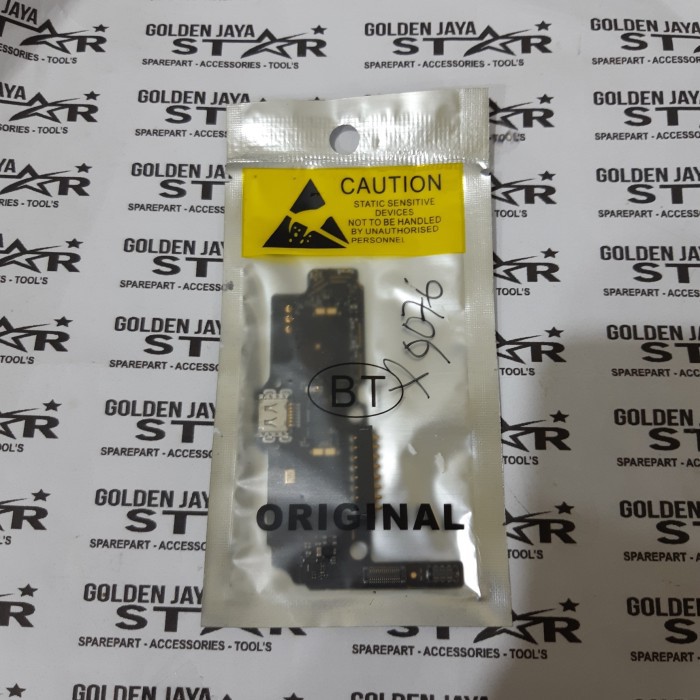 CAUTION
STATIC SENSITIVE
DEVICES
NOT TO BE HANDLED
BY UNAUTHORISED
PERSONNEL
X9076
BT
ORIGINAL
GOLDEN JAYA
STAR
SPAREPART - ACCESSORIES - TOOL'S